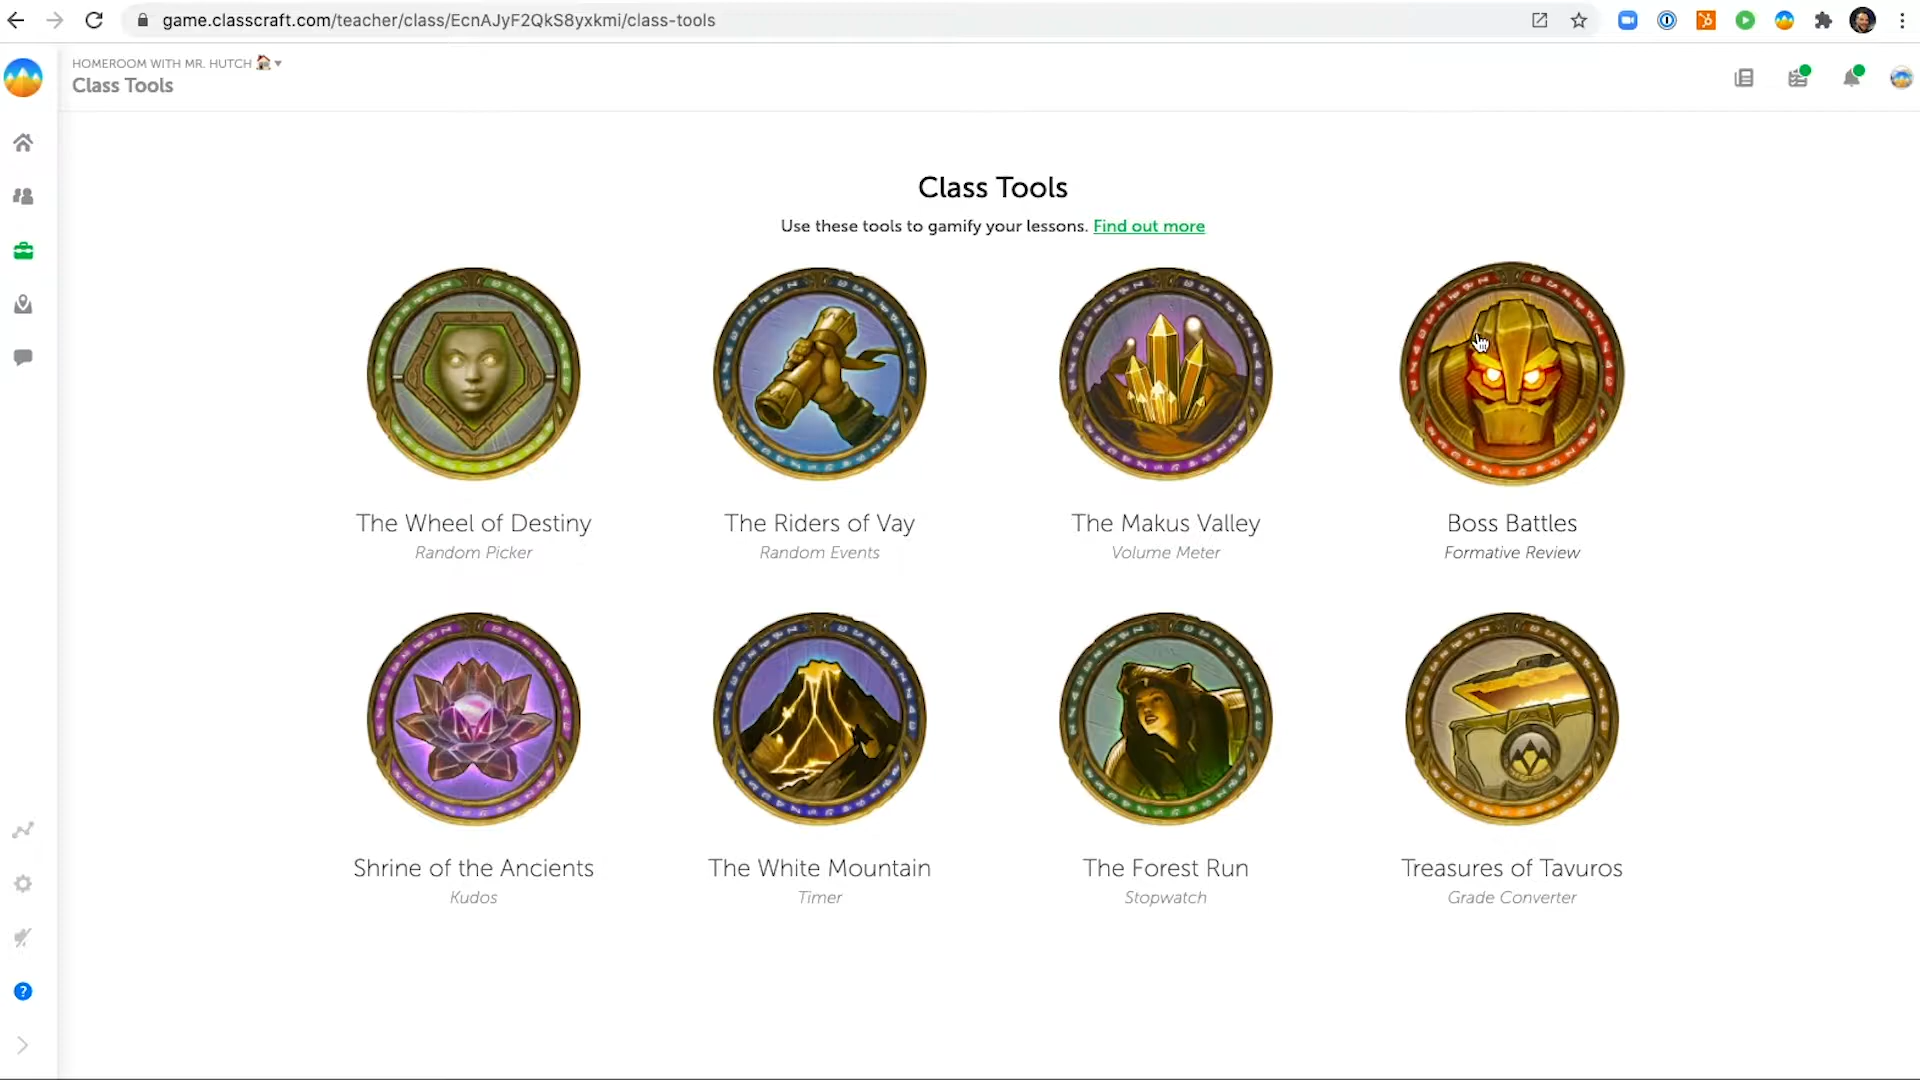 game.classcraft.com/teacher/class/EcnAJyF2QkS8yxkmi/class-tools
HOMEROOM WITH MR. HUTCH
Class Tools
Class Tools
Use these tools to gamify your lessons. Find out more
The Wheel of Destiny
Random Picker
The Riders of Vay
Random Events
The Makus Valley
Volume Meter
Boss Battles
Formative Review
Shrine of the Ancients
Kudos
The White Mountain
Timer
The Forest Run
Stopwatch
Treasures of Tavuros
Grade Converter
?